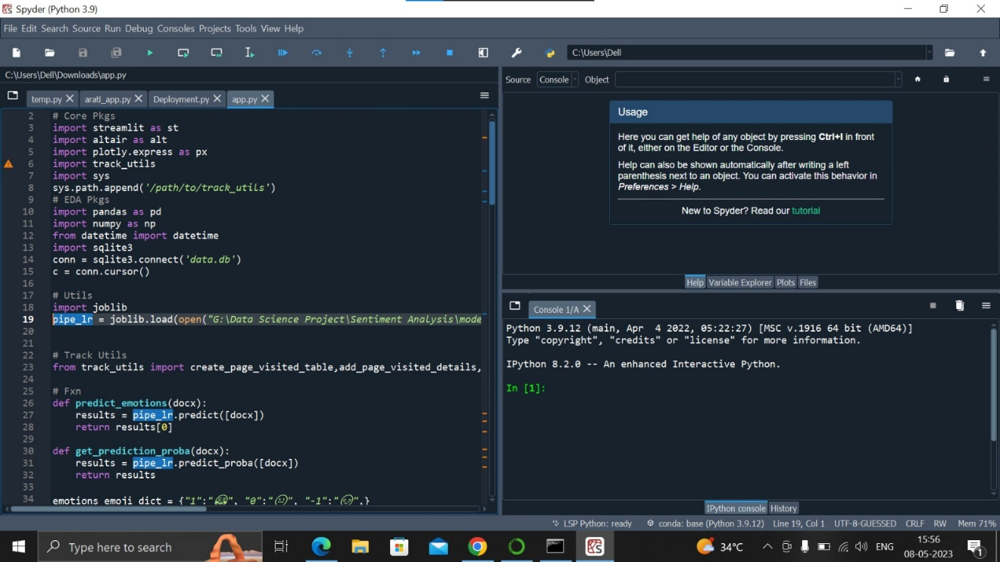 Spyder (Python 3.9)
File Edit Search Source Run Debug Consoles Projects Tools View Help
C:\Users\Dell
C:\Users\Dell\Downloads\app.py
temp.py arati_app.py Deployment.py app.py
2 # Core Pkgs
3 import streamlit as st
4 import altair as alt
5 import plotly.express as px
6 import track_utils
7 import sys
8 sys.path.append('/path/to/track_utils')
9 # EDA Pkgs
10 import pandas as pd
11 import numpy as np
12 from datetime import datetime
13 import sqlite3
14 conn = sqlite3.connect('data.db')
15 c = conn.cursor()
16
17 # Utils
18 import joblib
19 pipe_lr = joblib.load(open("G:\Data Science Project\Sentiment Analysis\mode
20
21
22 # Track Utils
23 from track_utils import create_page_visited_table,add_page_visited_details,
24
25 # Fxn
26 def predict_emotions(docx):
27 results = pipe_lr.predict([docx])
28 return results[0]
29
30 def get_prediction_proba(docx):
31 results = pipe_lr.predict_proba([docx])
32 return results
33
34 emotions_emoji_dict = {"1":"🤗", "0":"😐", "-1":"😔",}
Source Console Object
Usage
Here you can get help of any object by pressing Ctrl+I in front
of it, either on the Editor or the Console.
Help can also be shown automatically after writing a left
parenthesis next to an object. You can activate this behavior in
Preferences > Help.
New to Spyder? Read our tutorial
Help Variable Explorer Plots Files
Console 1/A
Python 3.9.12 (main, Apr 4 2022, 05:22:27) [MSC v.1916 64 bit (AMD64)]
Type "copyright", "credits" or "license" for more information.
IPython 8.2.0 -- An enhanced Interactive Python.
In [1]:
IPython console History
LSP Python: ready conda: base (Python 3.9.12) Line 19, Col 1 UTF-8-GUESSED CRLF RW Mem 71%
Type here to search
34°C ENG
15:56
08-05-2023
1